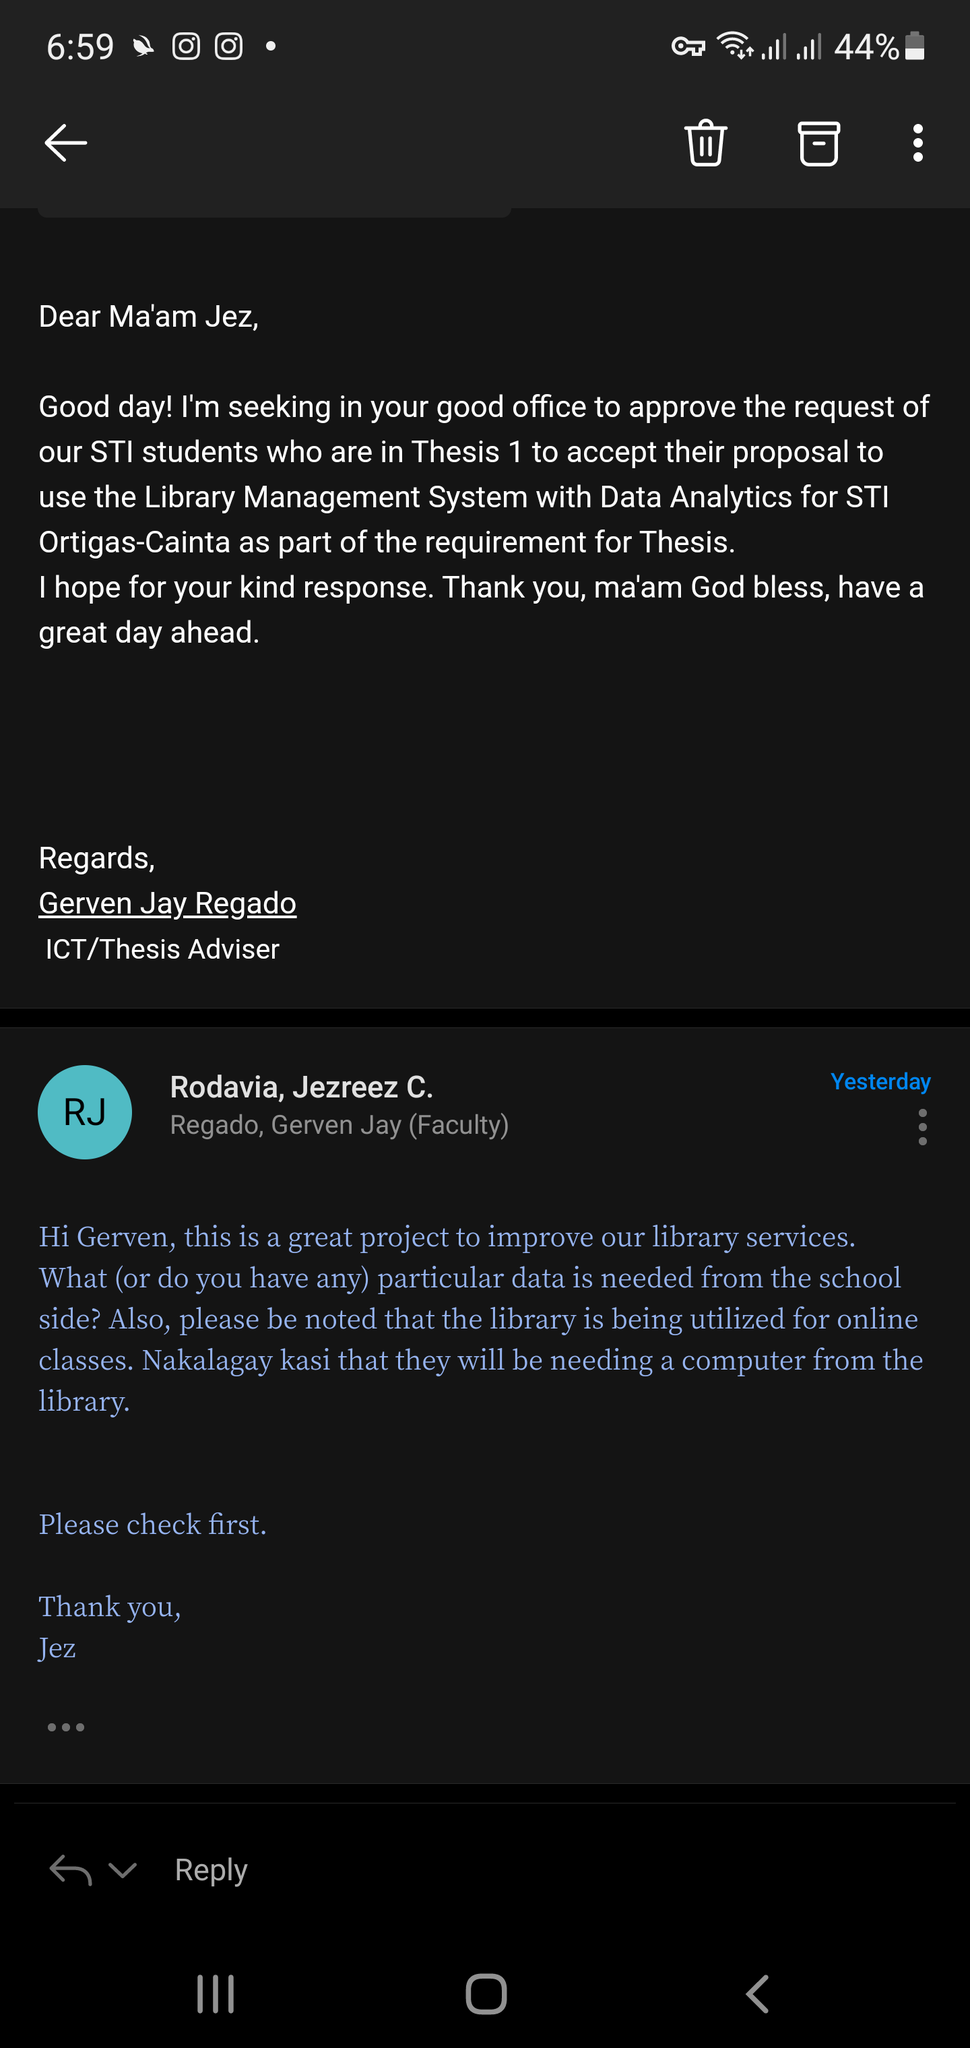 6:59
44%
Dear Ma'am Jez,
Good day! I'm seeking in your good office to approve the request of
our STI students who are in Thesis 1 to accept their proposal to
use the Library Management System with Data Analytics for STI
Ortigas-Cainta as part of the requirement for Thesis.
I hope for your kind response. Thank you, ma'am God bless, have a
great day ahead.
Regards,
Gerven Jay Regado
ICT/Thesis Adviser
RJ
Rodavia, Jezreez C.
Yesterday
Regado, Gerven Jay (Faculty)
Hi Gerven, this is a great project to improve our library services.
What (or do you have any) particular data is needed from the school
side? Also, please be noted that the library is being utilized for online
classes. Nakalagay kasi that they will be needing a computer from the
library.
Please check first.
Thank you,
Jez
Reply